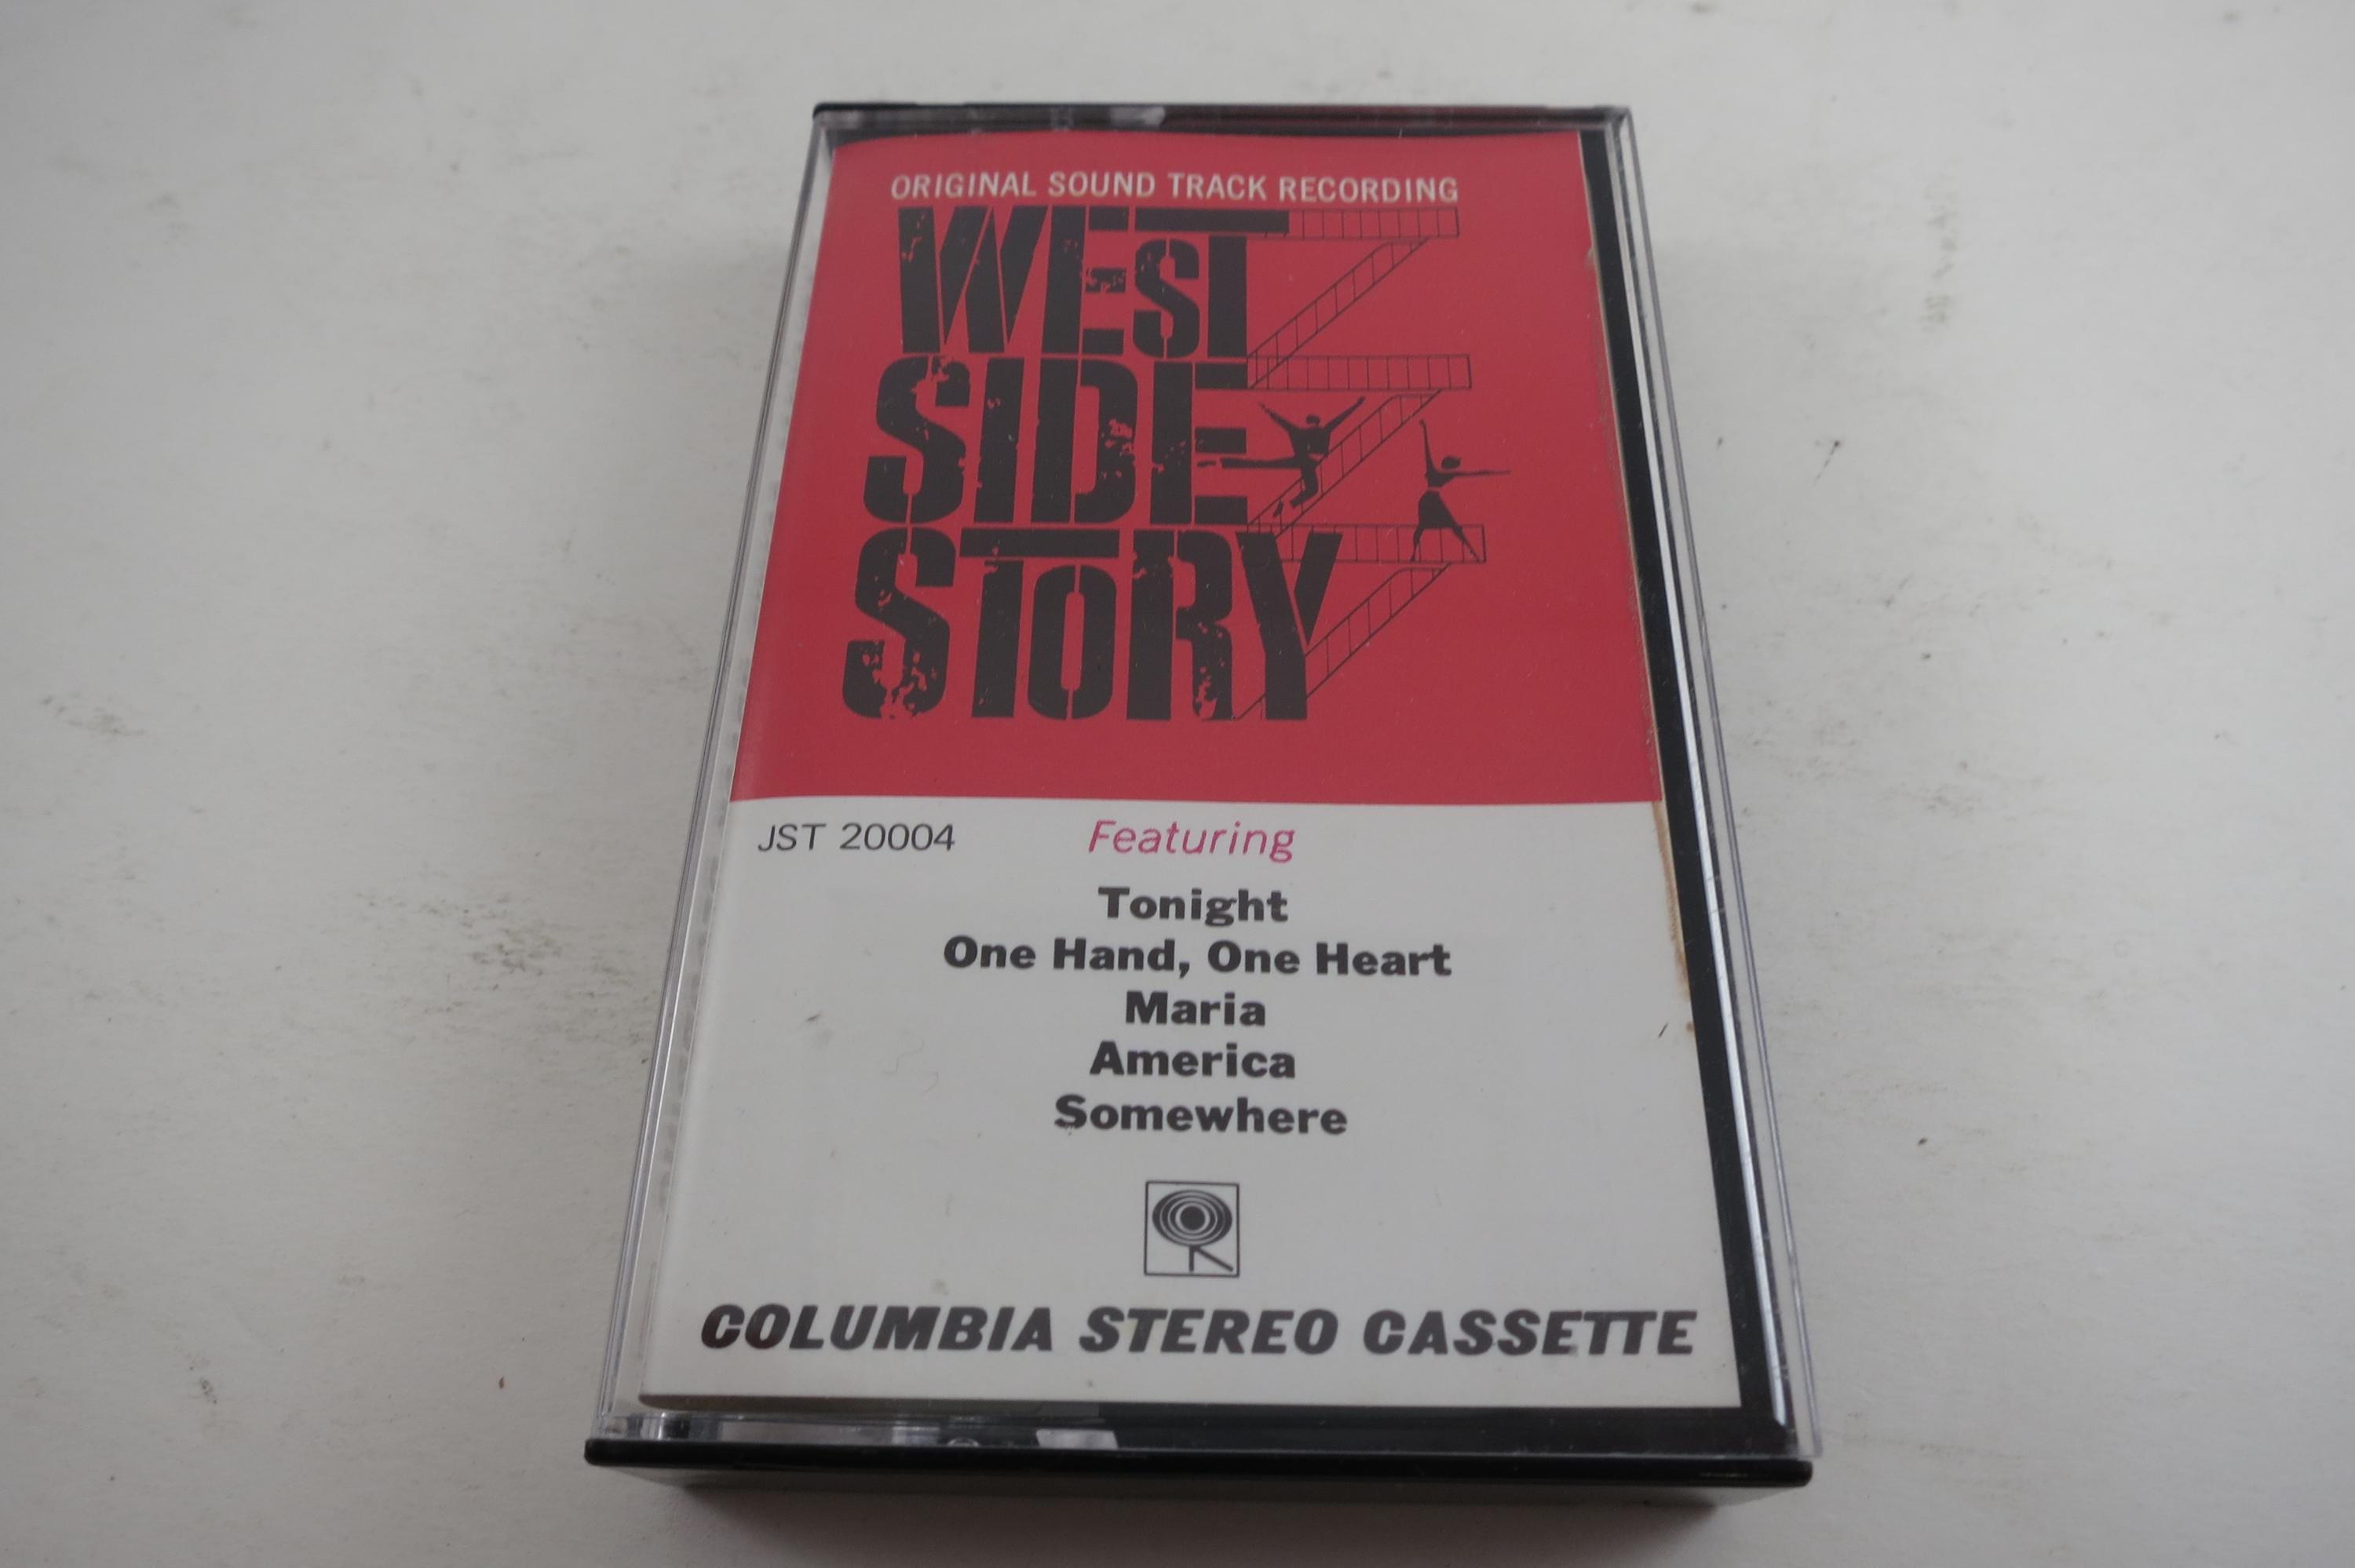 ORIGINAL SOUND TRACK RECORDING
WEST
SIDE
STORY
JST 20004 Featuring
Tonight
One Hand, One Heart
Maria
America
Somewhere
COLUMBIA STEREO CASSETTE